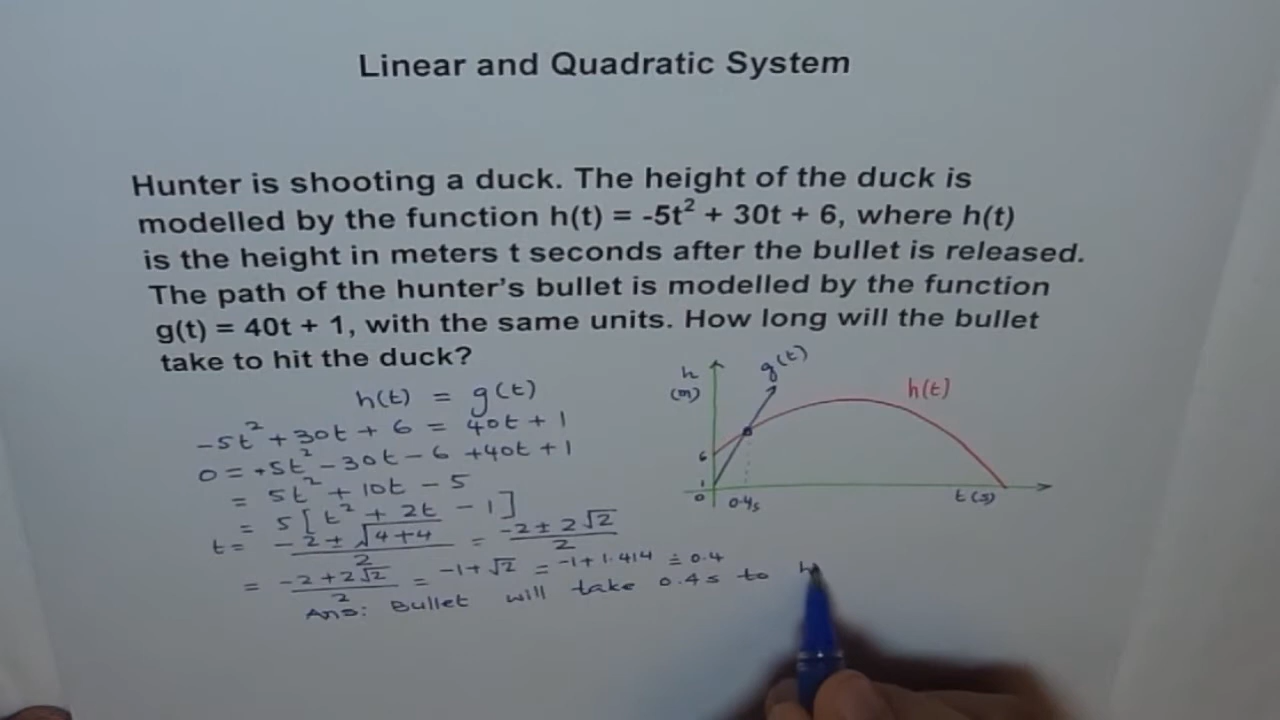 Linear and Quadratic System
Hunter is shooting a duck. The height of the duck is
modelled by the function h(t) = -5t² + 30t + 6, where h(t)
is the height in meters t seconds after the bullet is released.
The path of the hunter's bullet is modelled by the function
g(t) = 40t + 1, with the same units. How long will the bullet
take to hit the duck?
h(t) = g(t)
-5t² + 30t + 6 = 40t + 1
0 = +5t² - 30t - 6 + 40t + 1
= 5t² + 10t - 5
= 5[t² + 2t - 1]
t = (-2 ± √(4+4))/2 = (-2 ± 2√2)/2
= (-2 + 2√2)/2 = -1 + √2 = -1 + 1.414 ≐ 0.4
Ans: Bullet will take 0.4s to h
h
(m)
g(t)
h(t)
6
1
0
0.4s
t(s)